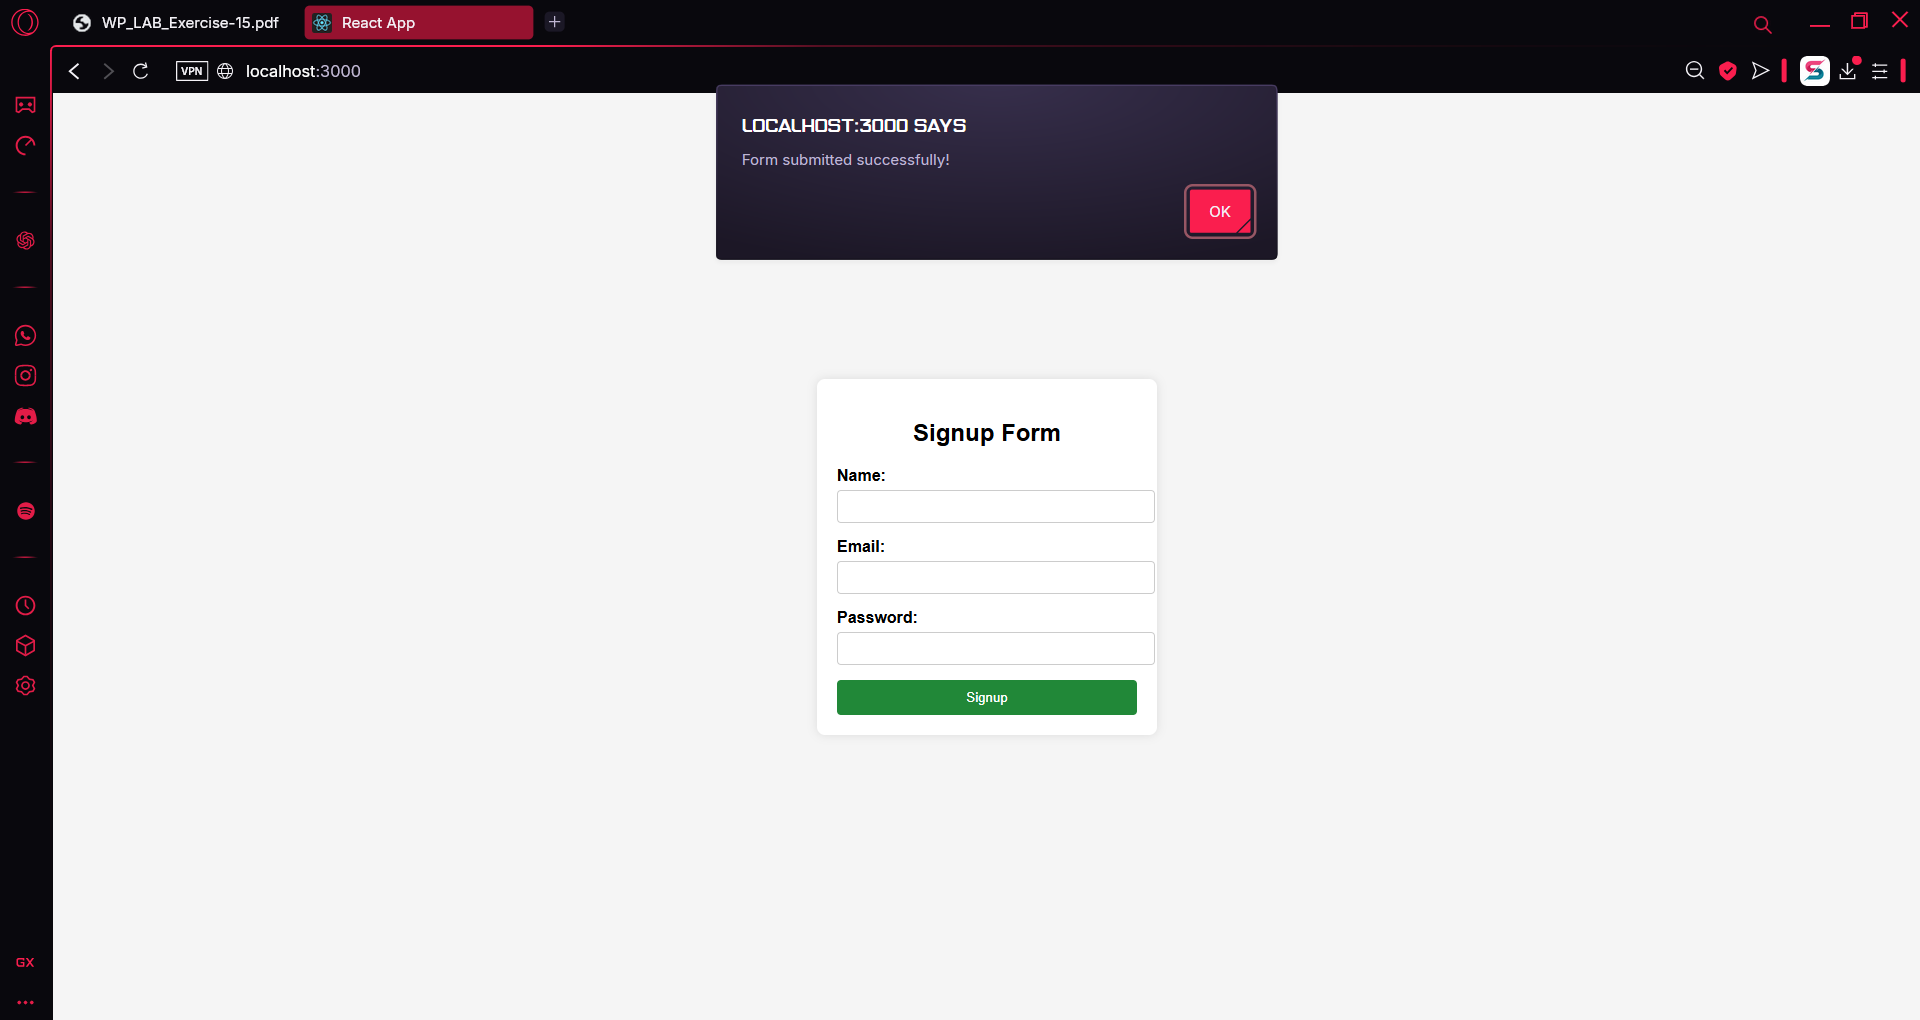 WP_LAB_Exercise-15.pdf
React App
VPN
localhost:3000
LOCALHOST:3000 SAYS
Form submitted successfully!
OK
Signup Form
Name:
Email:
Password:
Signup
GX